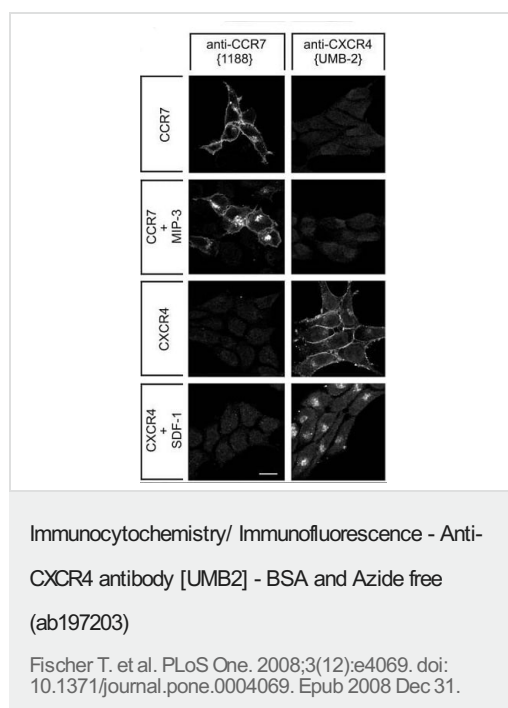 anti-CCR7
{1188}
anti-CXCR4
{UMB-2}
CCR7
CCR7
+
MIP-3
CXCR4
CXCR4
+
SDF-1
Immunocytochemistry/ Immunofluorescence - Anti-
CXCR4 antibody [UMB2] - BSA and Azide free
(ab197203)
Fischer T. et al. PLoS One. 2008;3(12):e4069. doi:
10.1371/journal.pone.0004069. Epub 2008 Dec 31.